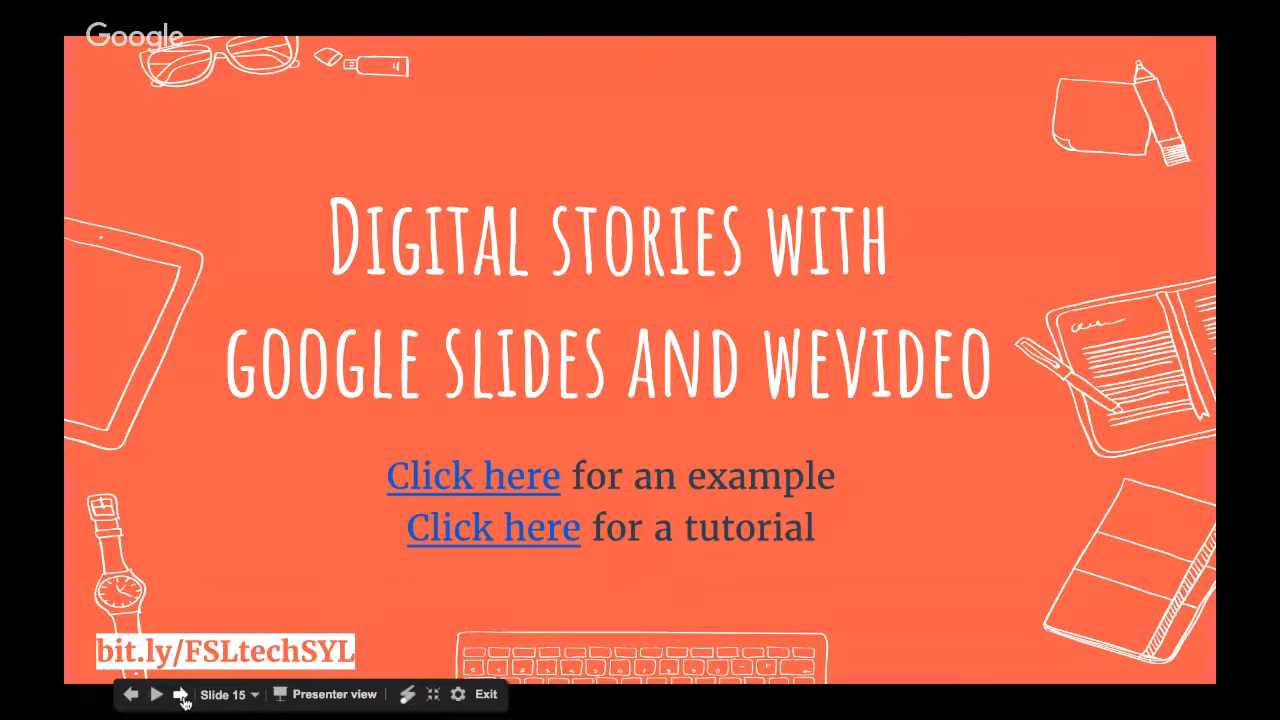 Google
Digital stories with
google slides and wevideo
Click here for an example
Click here for a tutorial
bit.ly/FSLtechSYL
Slide 15
Presenter view
Exit